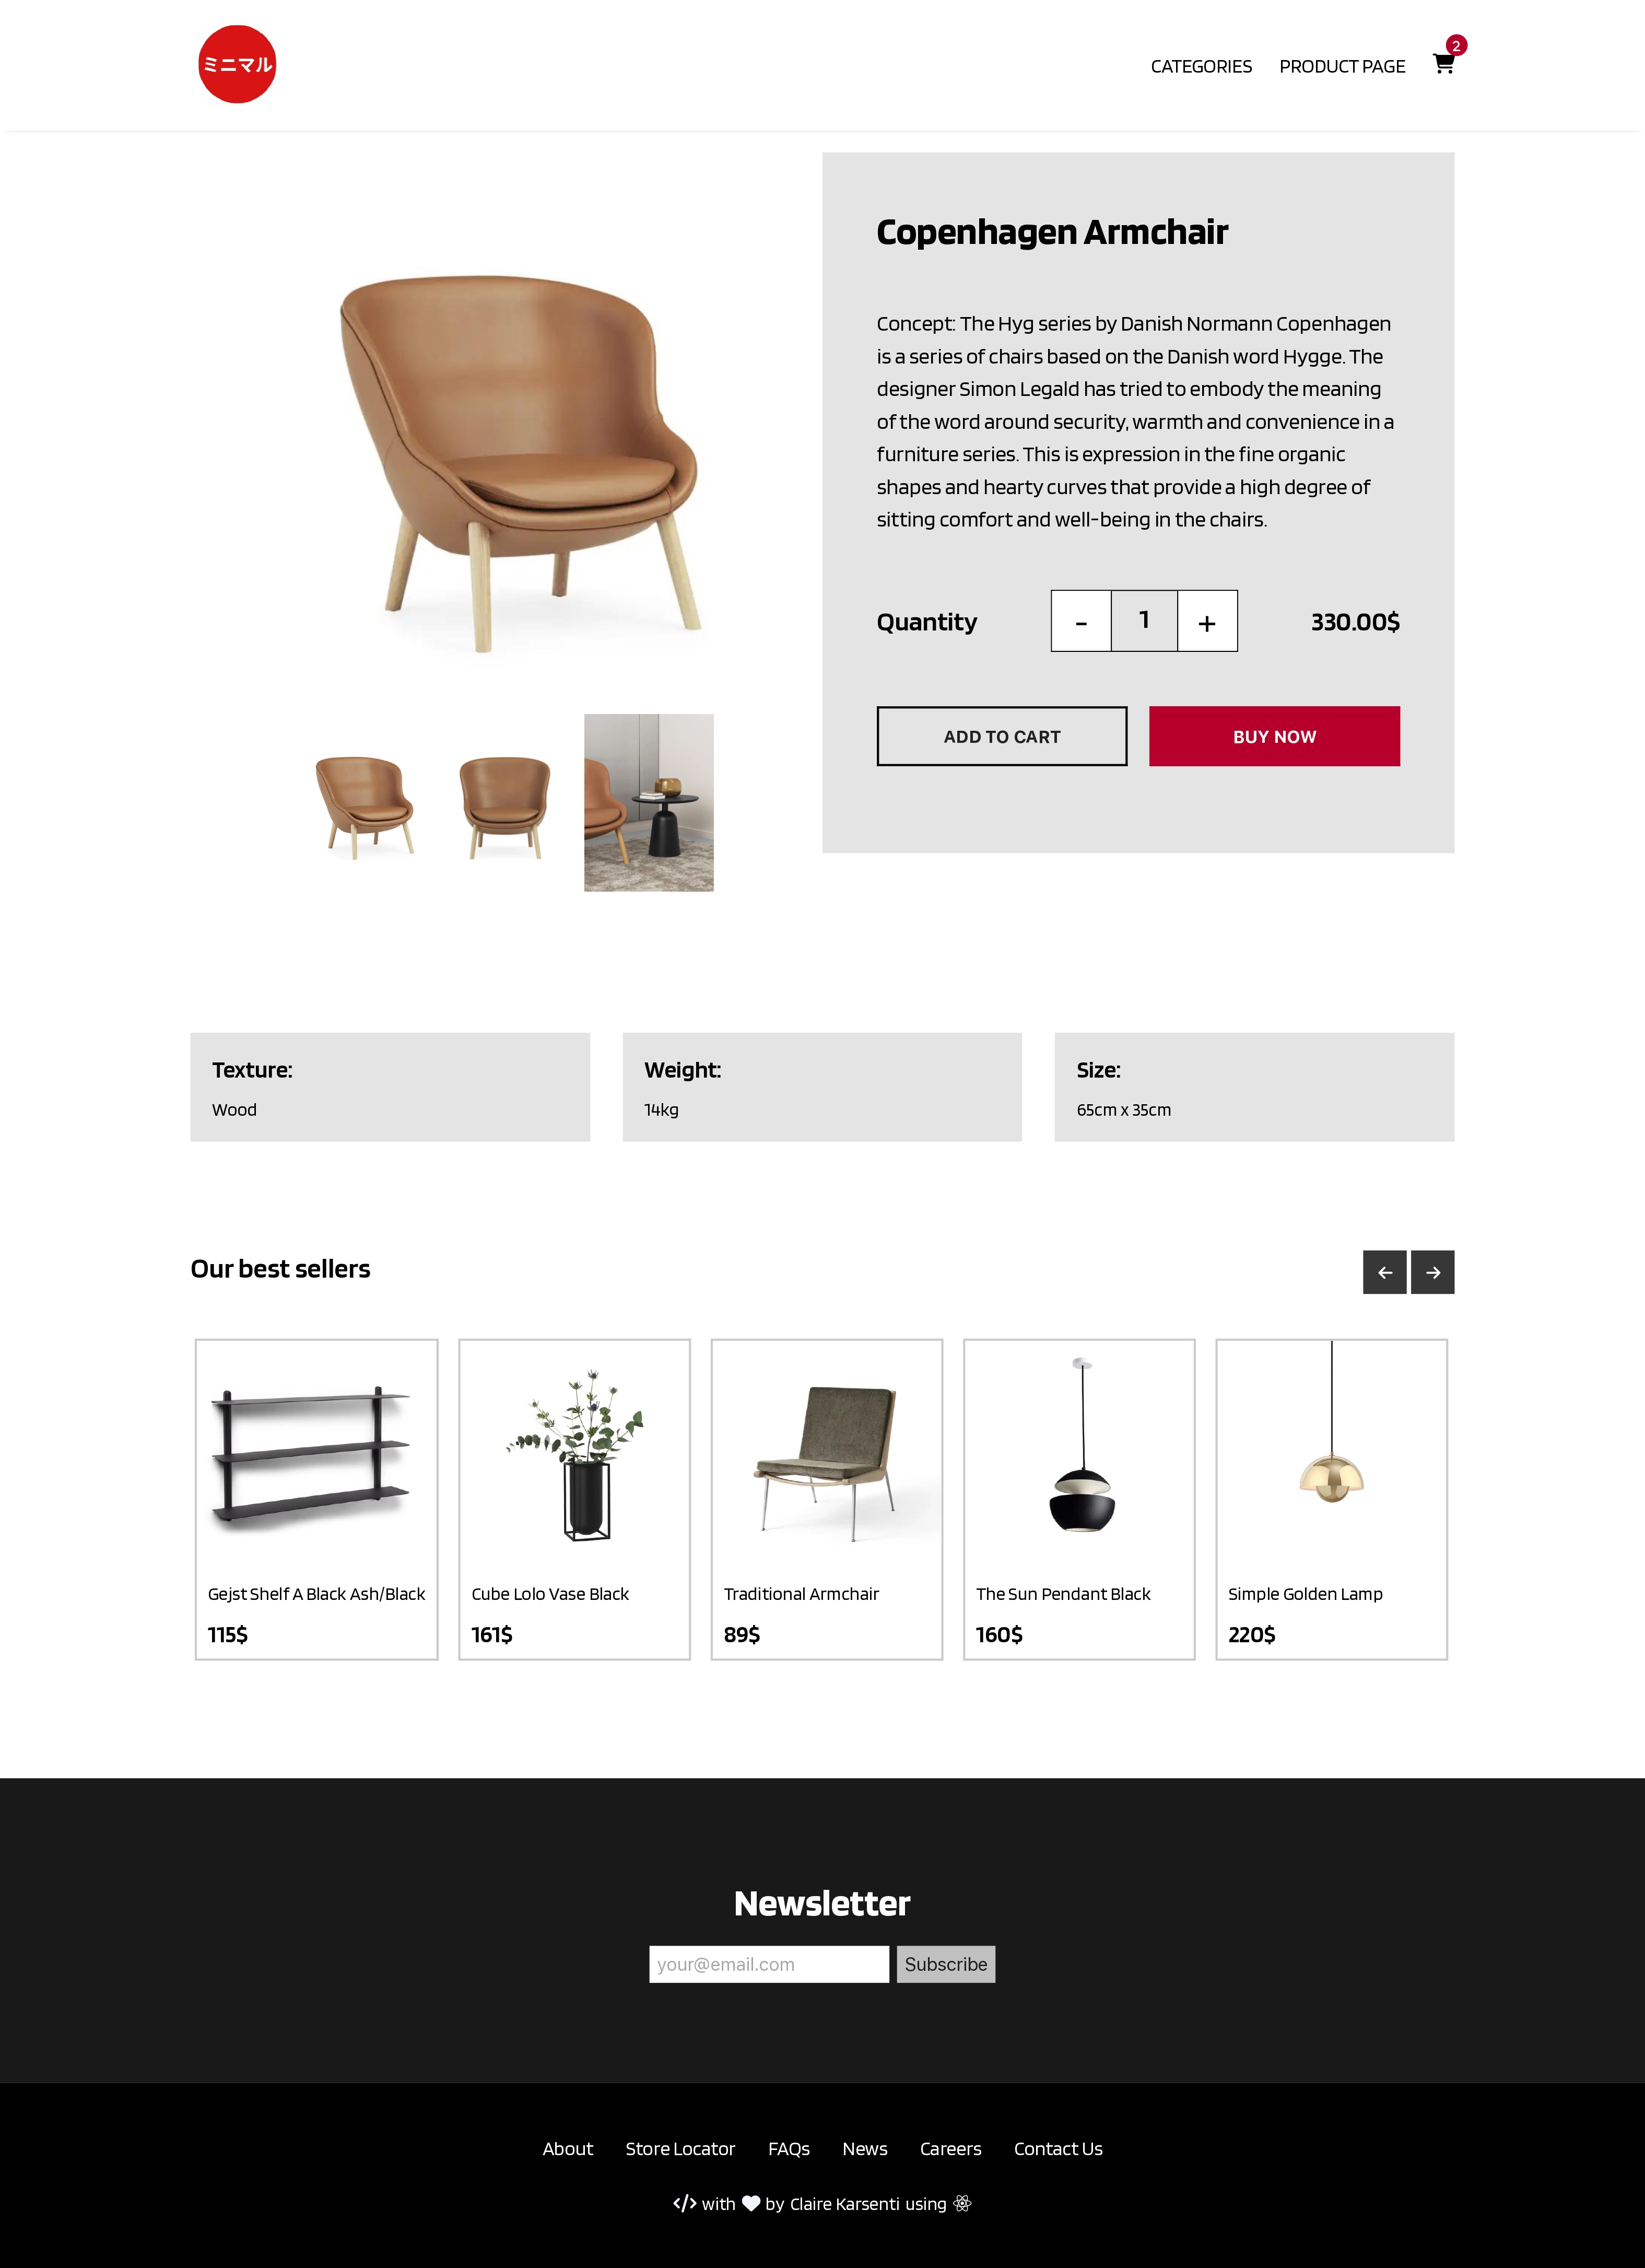 ミニマル
CATEGORIES
PRODUCT PAGE
2
Copenhagen Armchair
Concept: The Hyg series by Danish Normann Copenhagen
is a series of chairs based on the Danish word Hygge. The
designer Simon Legald has tried to embody the meaning
of the word around security, warmth and convenience in a
furniture series. This is expression in the fine organic
shapes and hearty curves that provide a high degree of
sitting comfort and well-being in the chairs.
Quantity - 1 + 330.00$
ADD TO CART
BUY NOW
Texture:
Wood
Weight:
14kg
Size:
65cm x 35cm
Our best sellers
Gejst Shelf A Black Ash/Black
115$
Cube Lolo Vase Black
161$
Traditional Armchair
89$
The Sun Pendant Black
160$
Simple Golden Lamp
220$
Newsletter
your@email.com
Subscribe
About Store Locator FAQs News Careers Contact Us
</> with by Claire Karsenti using